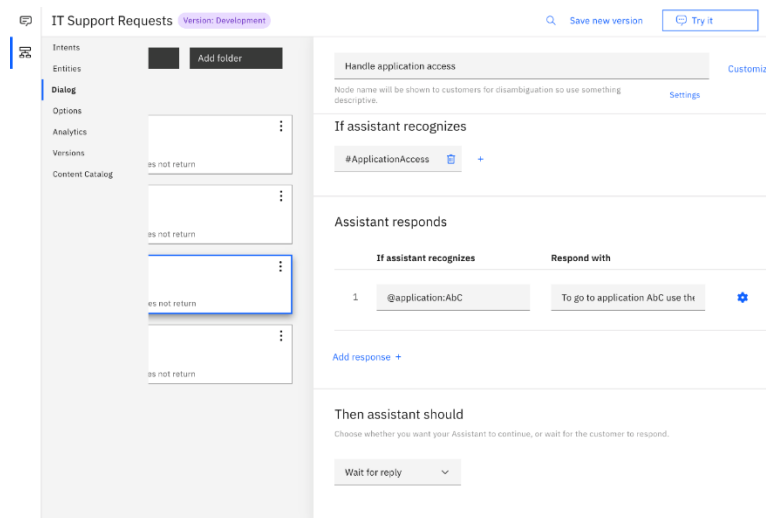 IT Support Requests Version: Development
Save new version
Try it
Intents
Entities
Dialog
Options
Analytics
Versions
Content Catalog
Add folder
es not return
es not return
es not return
es not return
Handle application access
Customiz
Node name will be shown to customers for disambiguation so use something
descriptive.
Settings
If assistant recognizes
#ApplicationAccess
+
Assistant responds
If assistant recognizes Respond with
1 @application:AbC To go to application AbC use the
Add response +
Then assistant should
Choose whether you want your Assistant to continue, or wait for the customer to respond.
Wait for reply